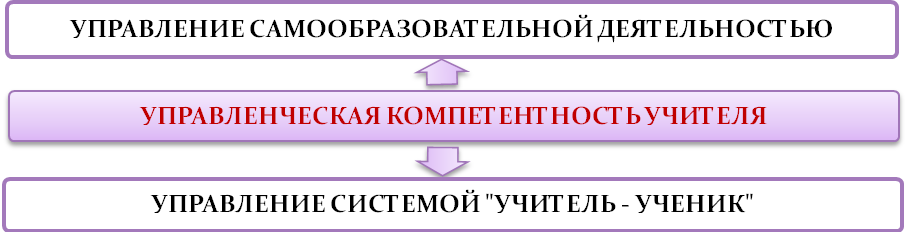 УПРАВЛЕНИЕ САМООБРАЗОВАТЕЛЬНОЙ ДЕЯТЕЛЬНОСТЬЮ
УПРАВЛЕНЧЕСКАЯ КОМПЕТЕНТНОСТЬ УЧИТЕЛЯ
УПРАВЛЕНИЕ СИСТЕМОЙ "УЧИТЕЛЬ - УЧЕНИК"